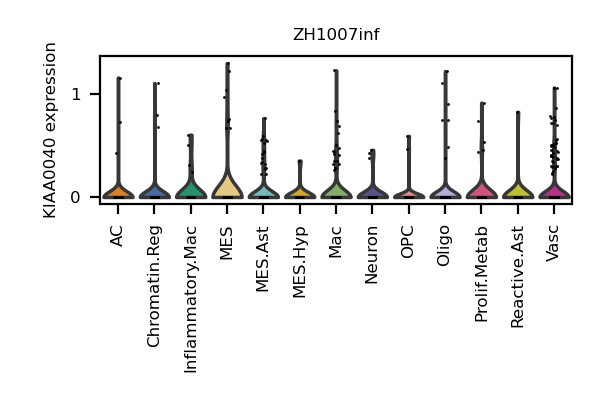 ZH1007inf
KIAA0040 expression
1
0
AC
Chromatin.Reg
Inflammatory.Mac
MES
MES.Ast
MES.Hyp
Mac
Neuron
OPC
Oligo
Prolif.Metab
Reactive.Ast
Vasc